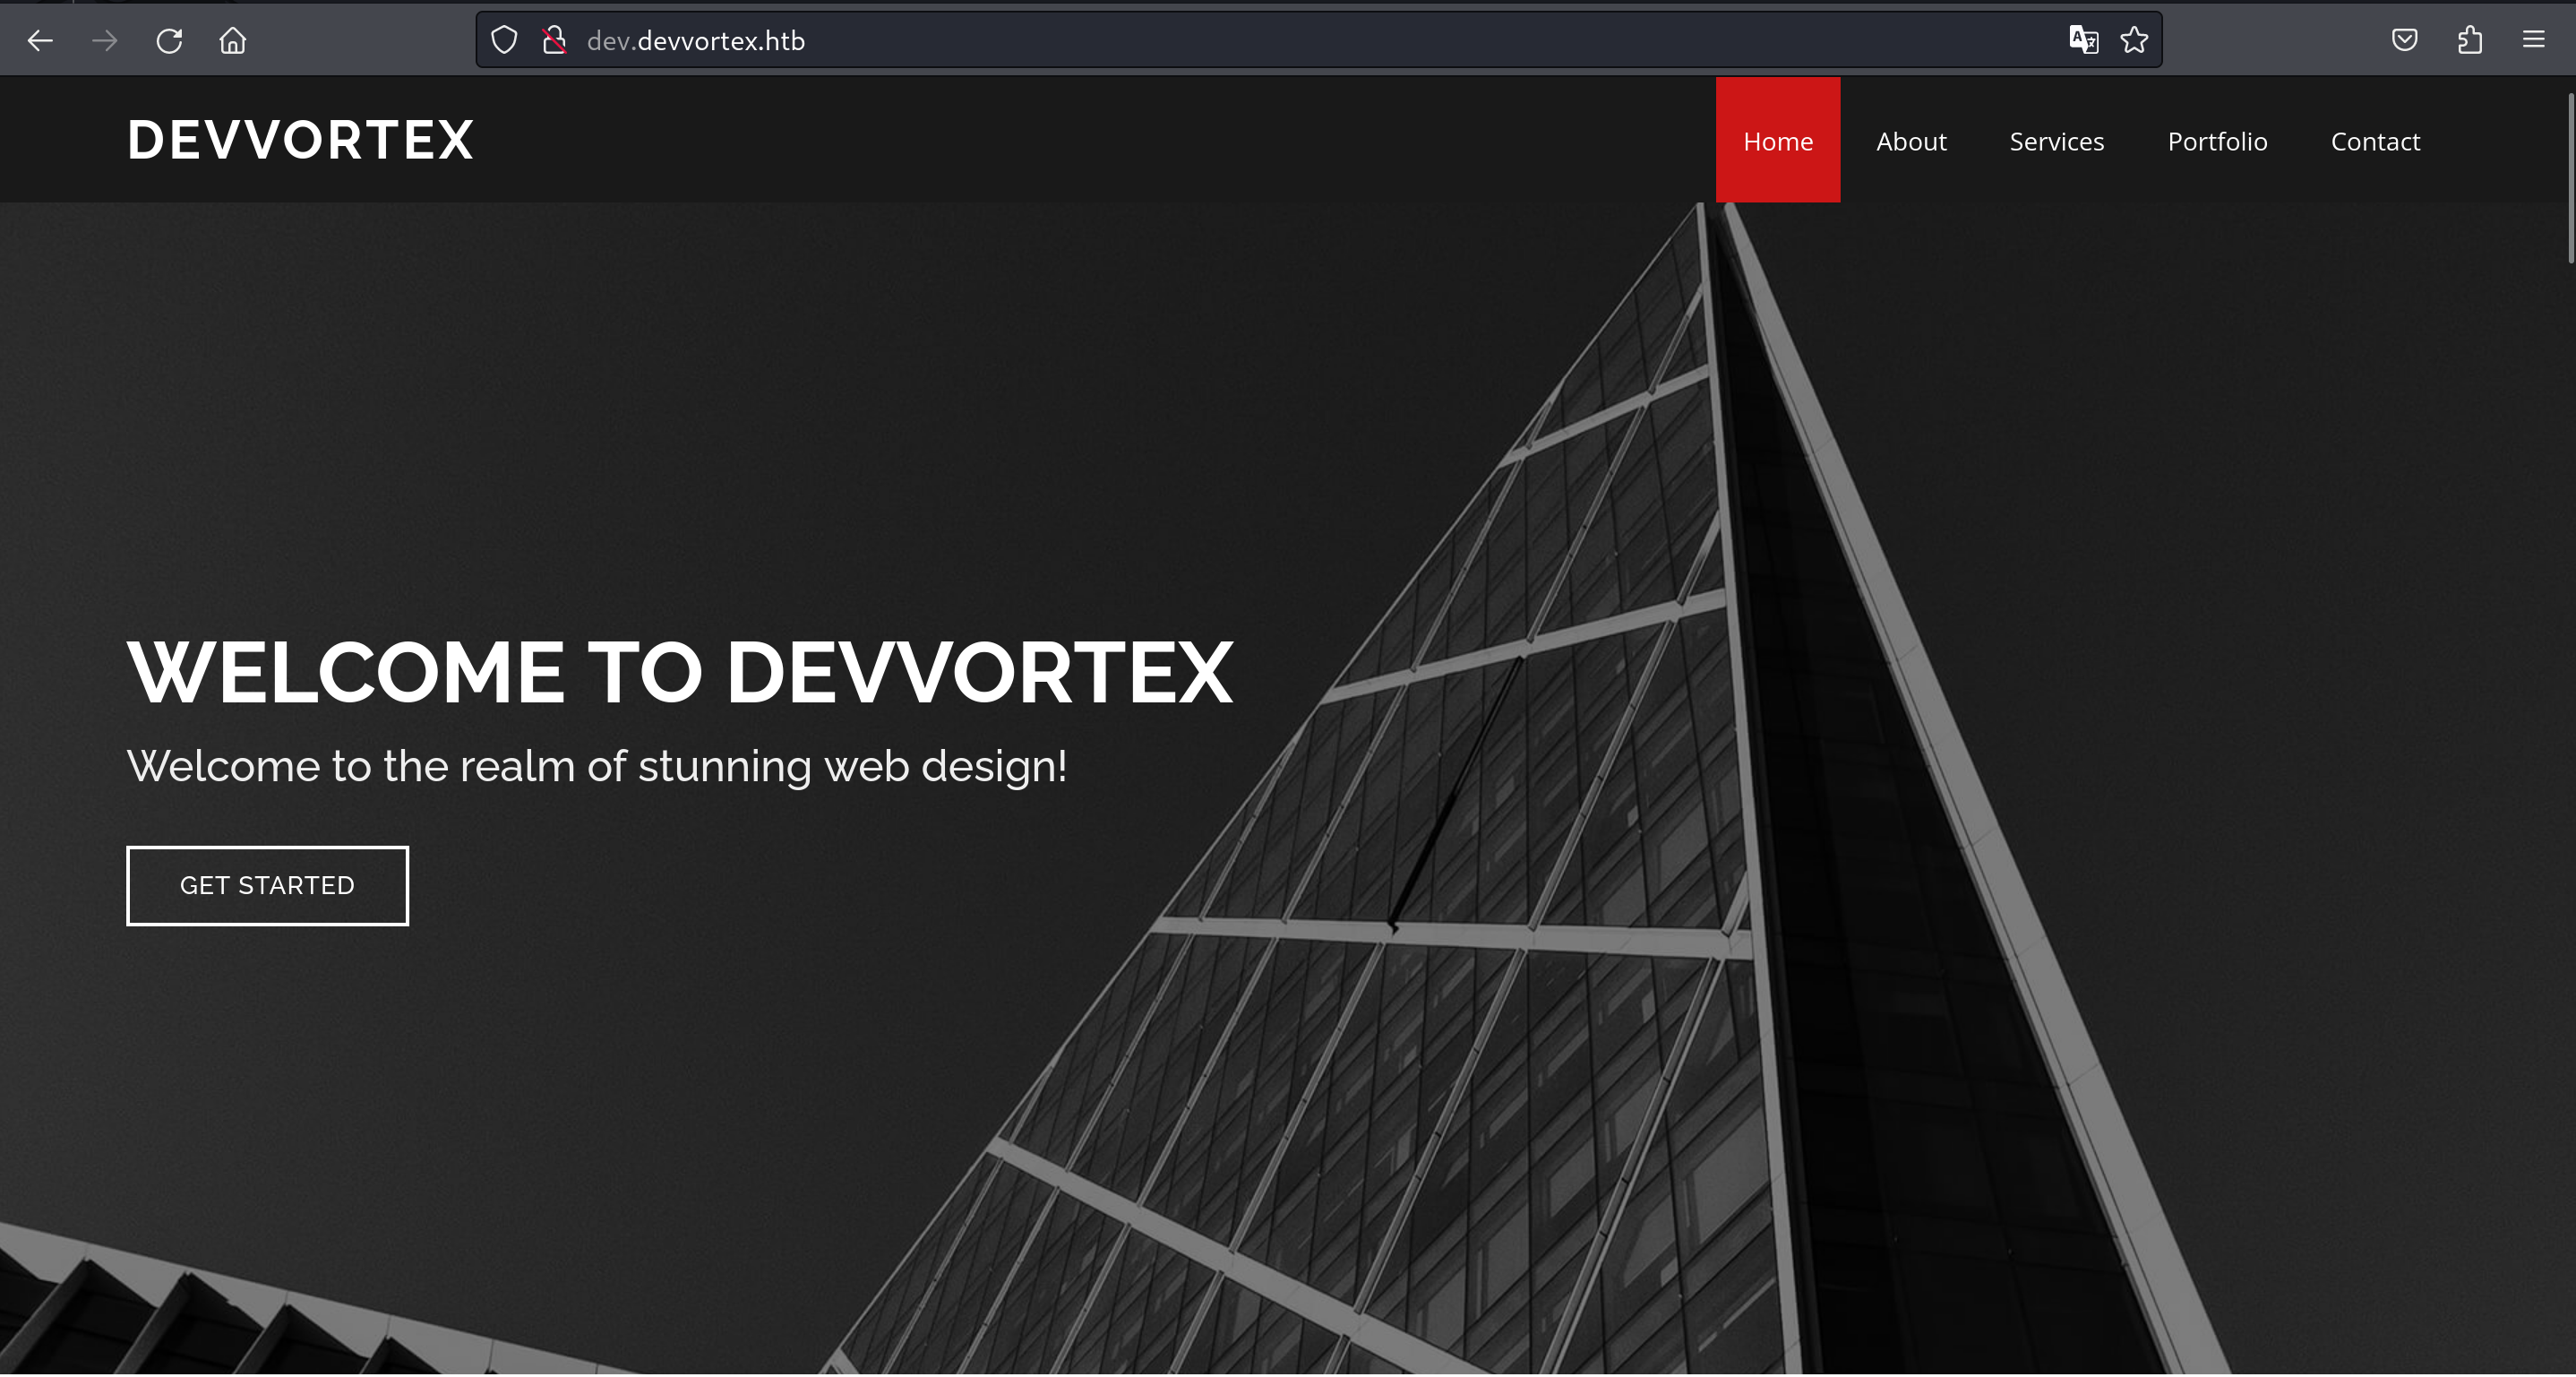 dev.devvortex.htb
DEVVORTEX
Home About Services Portfolio Contact
WELCOME TO DEVVORTEX
Welcome to the realm of stunning web design!
GET STARTED